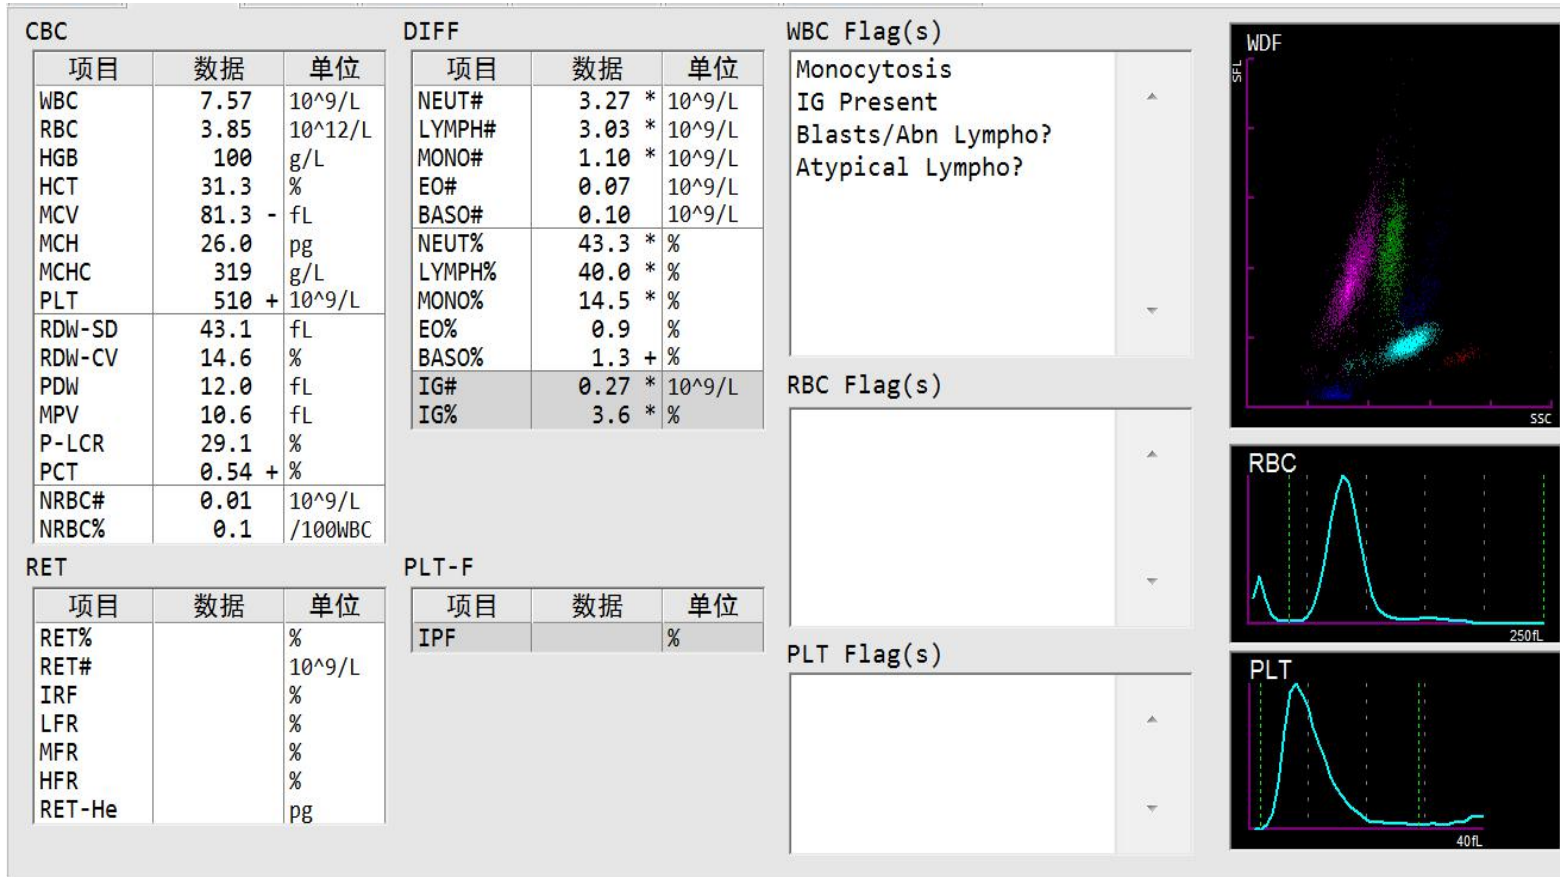 CBC
项目 数据 单位
WBC 7.57 10^9/L
RBC 3.85 10^12/L
HGB 100 g/L
HCT 31.3 %
MCV 81.3 - fL
MCH 26.0 pg
MCHC 319 g/L
PLT 510 + 10^9/L
RDW-SD 43.1 fL
RDW-CV 14.6 %
PDW 12.0 fL
MPV 10.6 fL
P-LCR 29.1 %
PCT 0.54 + %
NRBC# 0.01 10^9/L
NRBC% 0.1 /100WBC
DIFF
项目 数据 单位
NEUT# 3.27 * 10^9/L
LYMPH# 3.03 * 10^9/L
MONO# 1.10 * 10^9/L
EO# 0.07 10^9/L
BASO# 0.10 10^9/L
NEUT% 43.3 * %
LYMPH% 40.0 * %
MONO% 14.5 * %
EO% 0.9 %
BASO% 1.3 + %
IG# 0.27 * 10^9/L
IG% 3.6 * %
WBC Flag(s)
Monocytosis
IG Present
Blasts/Abn Lympho?
Atypical Lympho?
RBC Flag(s)
PLT Flag(s)
RET
项目 数据 单位
RET% %
RET# 10^9/L
IRF %
LFR %
MFR %
HFR %
RET-He pg
PLT-F
项目 数据 单位
IPF %
WDF
SFL
SSC
RBC
250fL
PLT
40fL